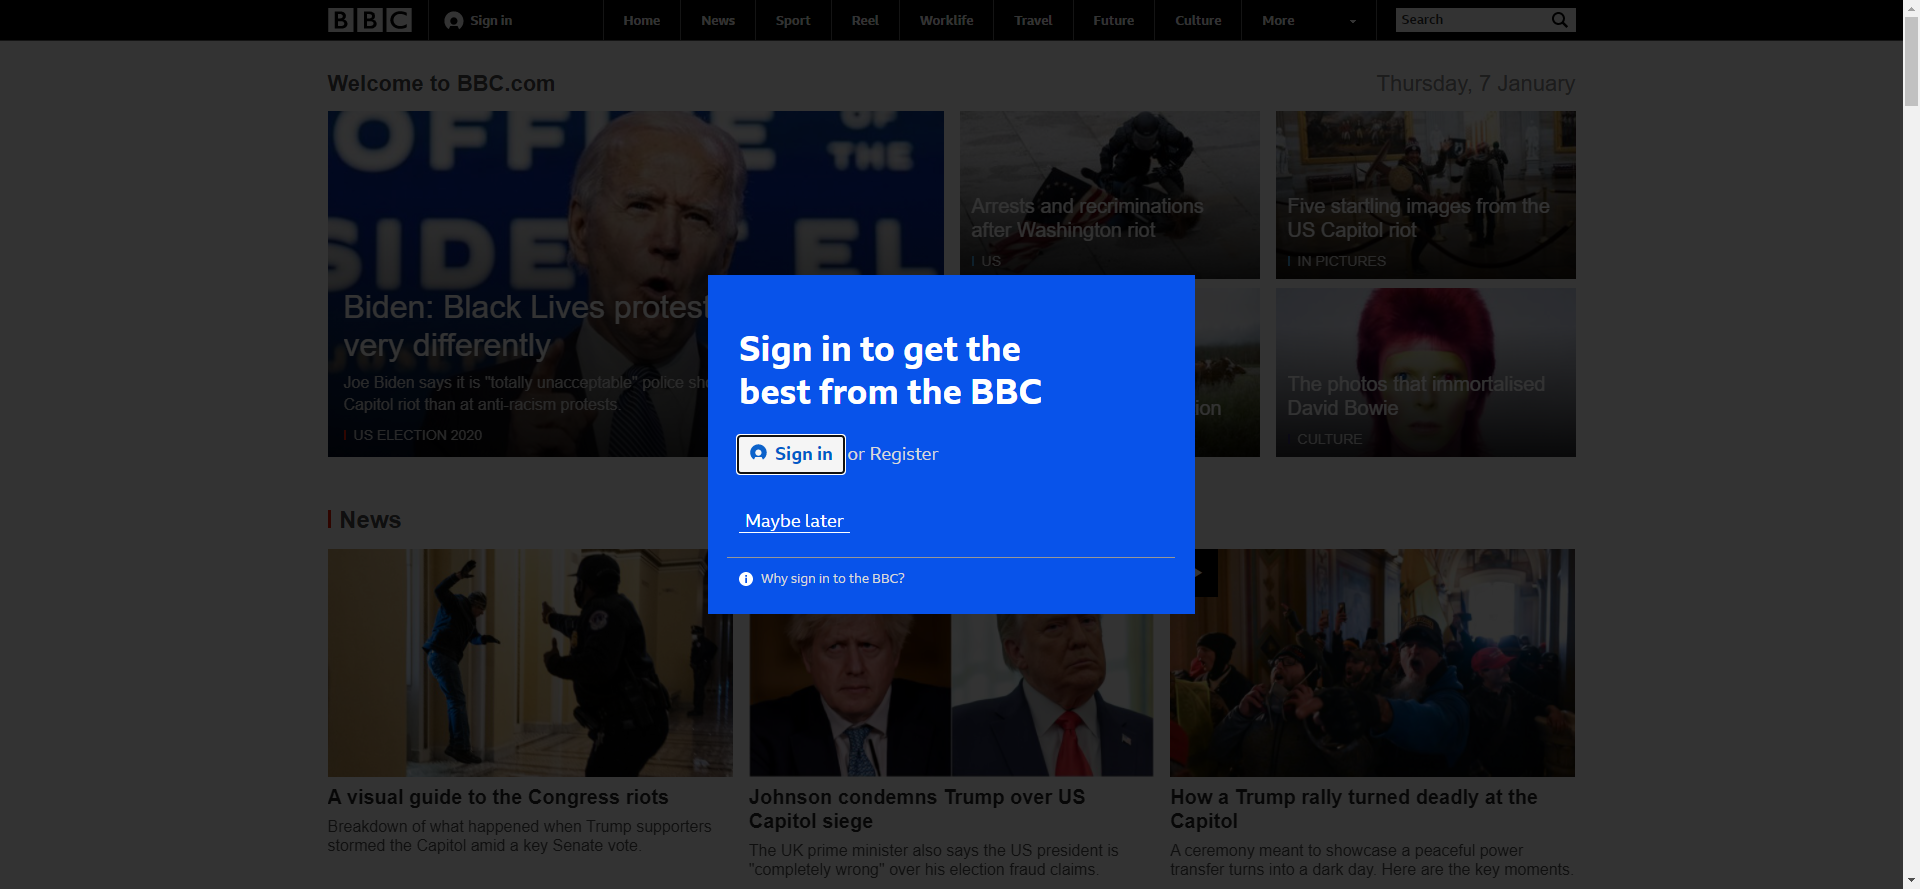 BBC
Sign in
Home
News
Sport
Reel
Worklife
Travel
Future
Culture
More
Search
Welcome to BBC.com
Thursday, 7 January
OFFICE OF THE
SIDE T EL
Biden: Black Lives protest
very differently
Joe Biden says it is "totally unacceptable" police
Capitol riot than at anti-racism protests.
US ELECTION 2020
Arrests and recriminations
after Washington riot
US
Five startling images from the
US Capitol riot
IN PICTURES
The photos that immortalised
David Bowie
CULTURE
Sign in to get the
best from the BBC
Sign in or Register
Maybe later
Why sign in to the BBC?
News
A visual guide to the Congress riots
Breakdown of what happened when Trump supporters
stormed the Capitol amid a key Senate vote.
Johnson condemns Trump over US
Capitol siege
The UK prime minister also says the US president is
"completely wrong" over his election fraud claims.
How a Trump rally turned deadly at the
Capitol
A ceremony meant to showcase a peaceful power
transfer turns into a dark day. Here are the key moments.